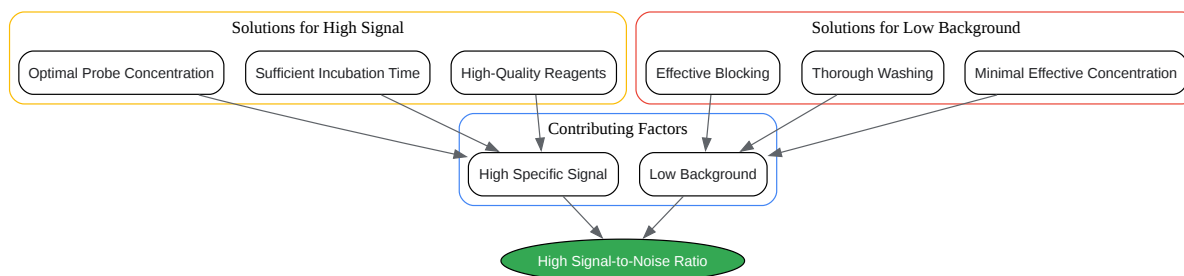 Solutions for High Signal
Solutions for Low Background
Optimal Probe Concentration
Sufficient Incubation Time
High-Quality Reagents
Effective Blocking
Thorough Washing
Minimal Effective Concentration
Contributing Factors
High Specific Signal
Low Background
High Signal-to-Noise Ratio